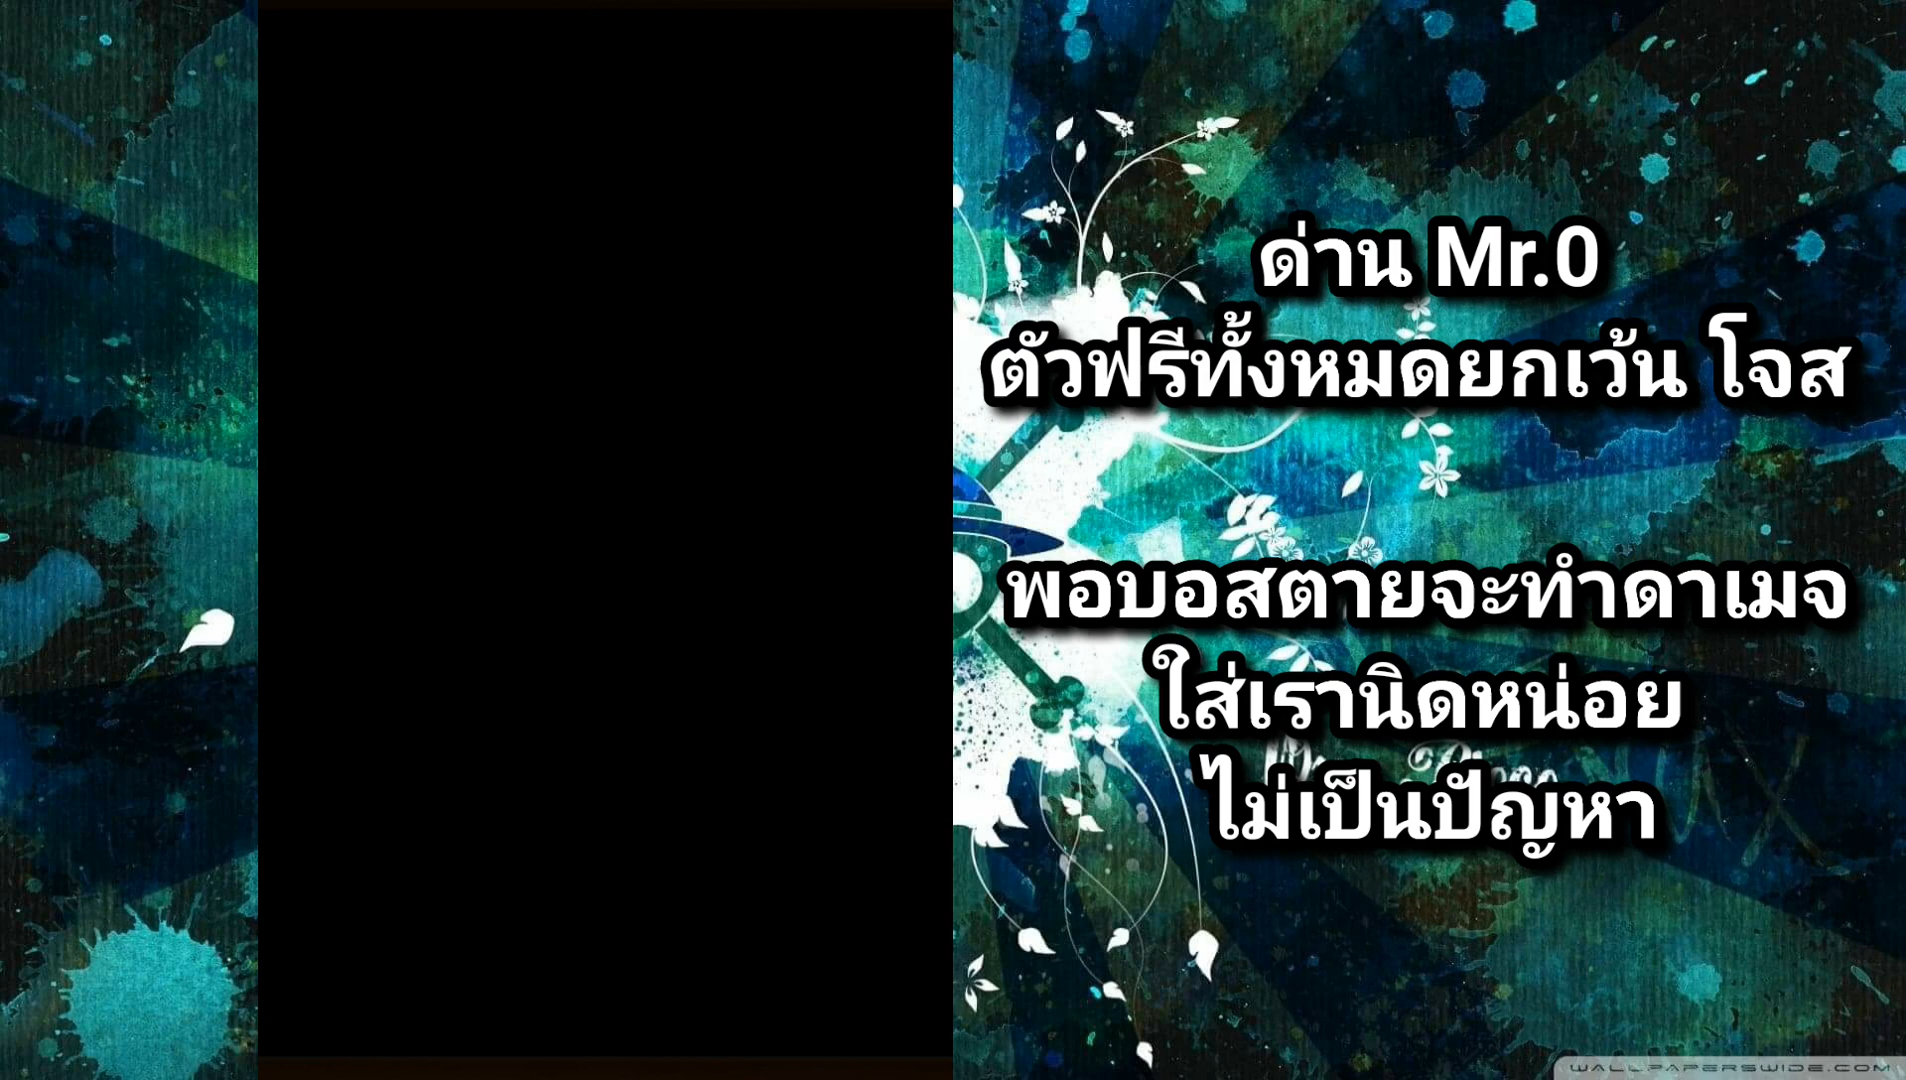 ด่าน Mr.0
ตัวฟรีทั้งหมดยกเว้น โจส
พอบอสตายจะทำดาเมจ
ใส่เรานิดหน่อย
ไม่เป็นปัญหา
WALLPAPERSWIDE.COM